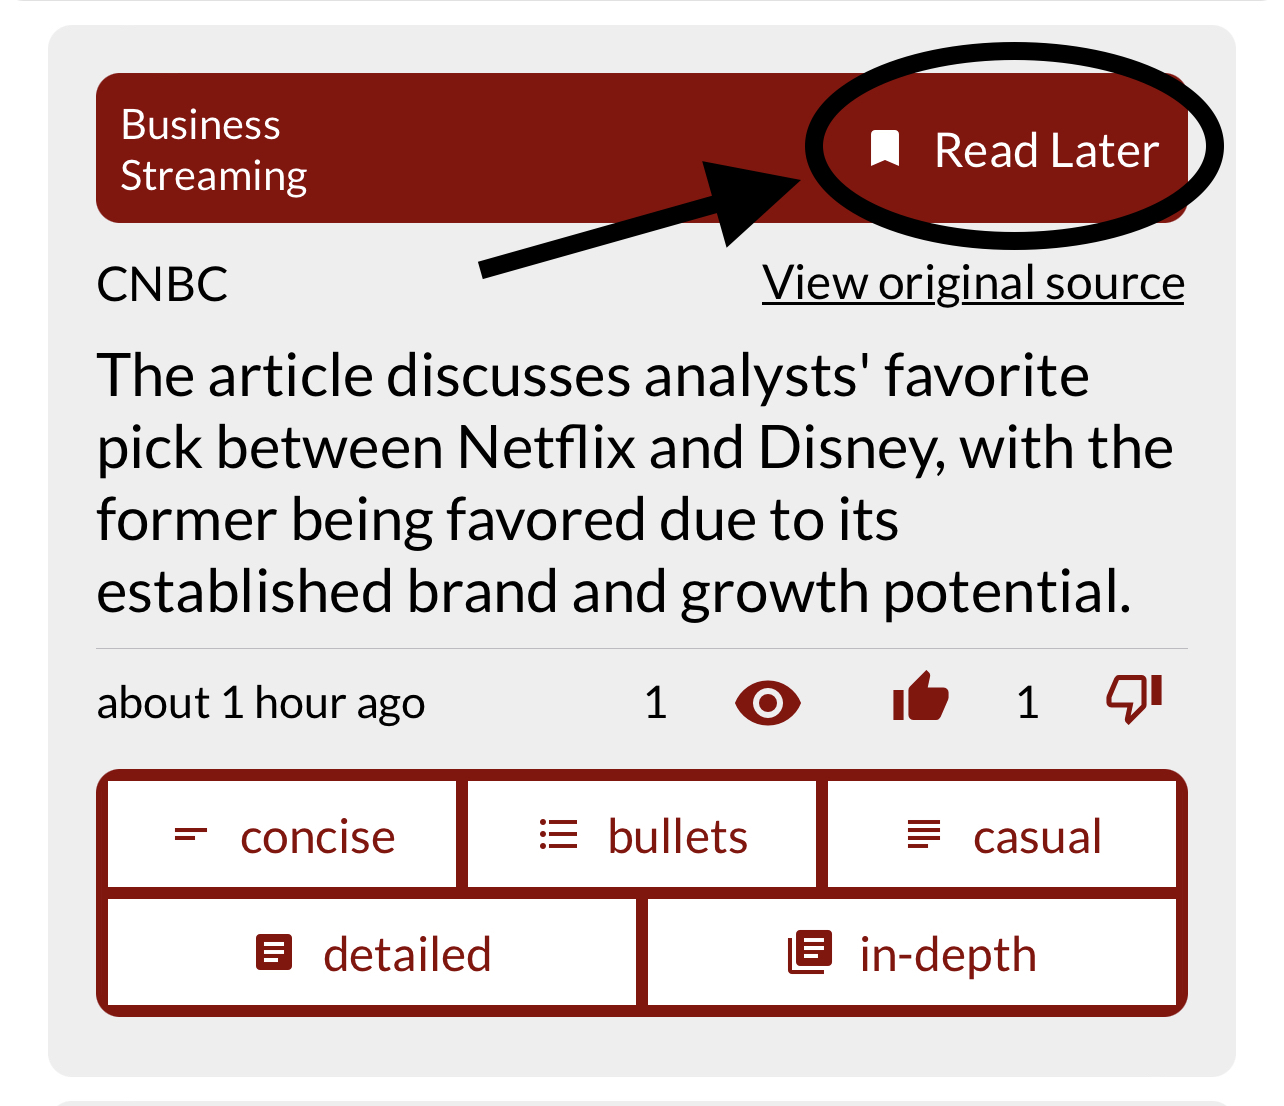 Business
Streaming
Read Later
CNBC
View original source
The article discusses analysts' favorite
pick between Netflix and Disney, with the
former being favored due to its
established brand and growth potential.
about 1 hour ago
1
1
concise
bullets
casual
detailed
in-depth